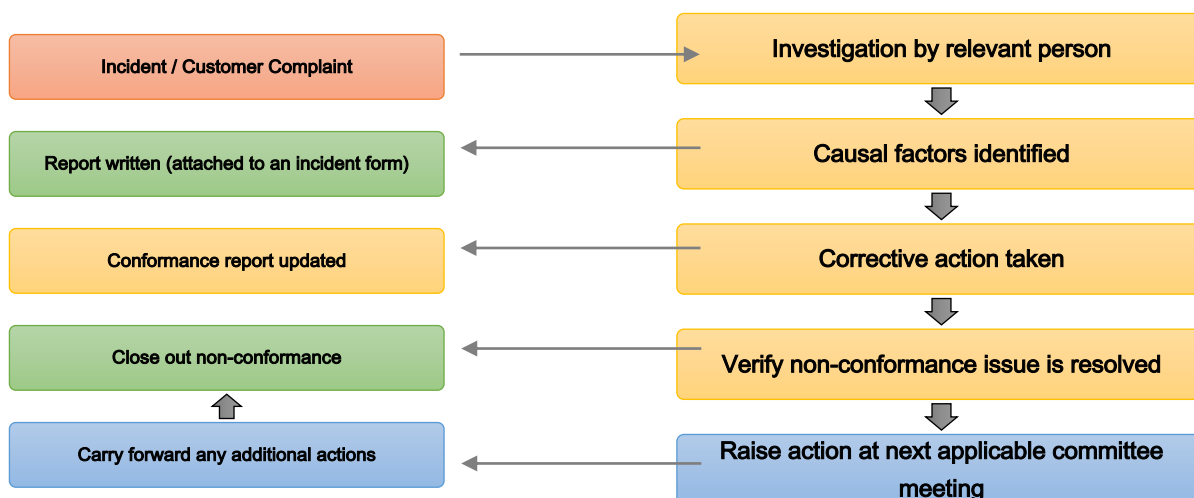 Incident / Customer Complaint
Investigation by relevant person
Report written (attached to an incident form)
Causal factors identified
Conformance report updated
Corrective action taken
Close out non-conformance
Verify non-conformance issue is resolved
Carry forward any additional actions
Raise action at next applicable committee
meeting